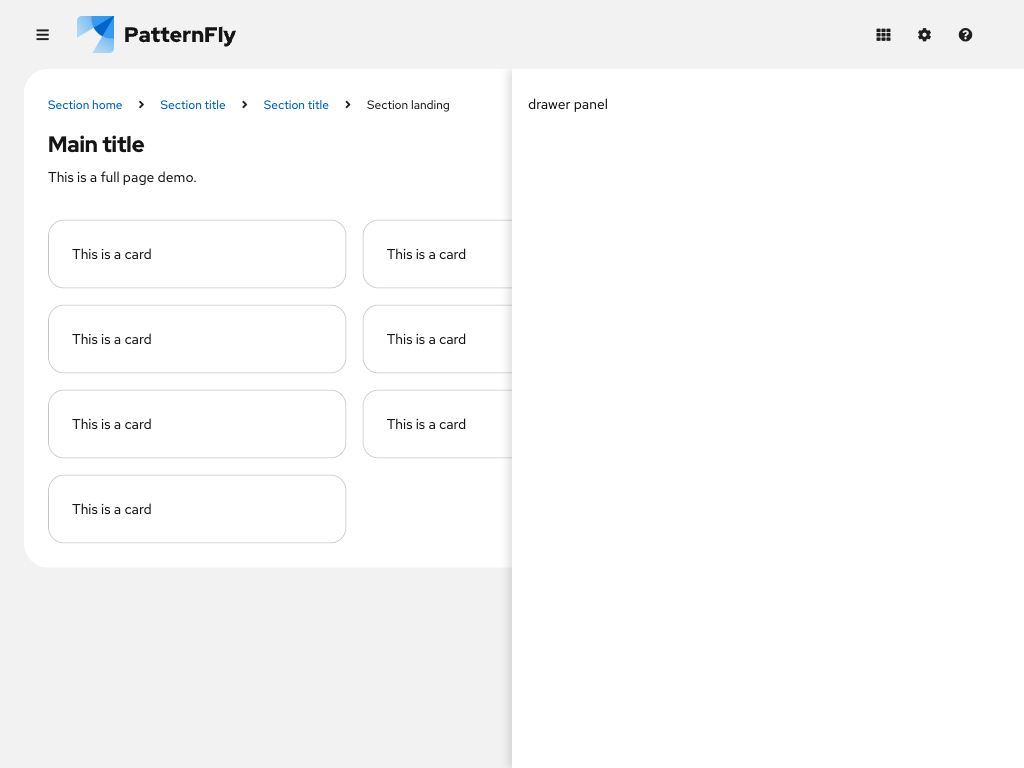 PatternFly
Section home Section title Section title Section landing
Main title
This is a full page demo.
This is a card
This is a card
This is a card
This is a card
This is a card
This is a card
This is a card
drawer panel